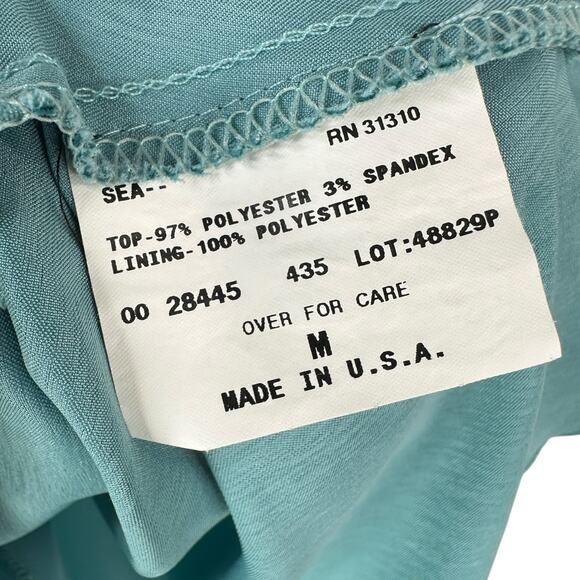 RN 31310
SEA--
TOP-97% POLYESTER 3% SPANDEX
LINING-100% POLYESTER
00 28445 435 LOT:48829P
OVER FOR CARE
M
MADE IN U.S.A.